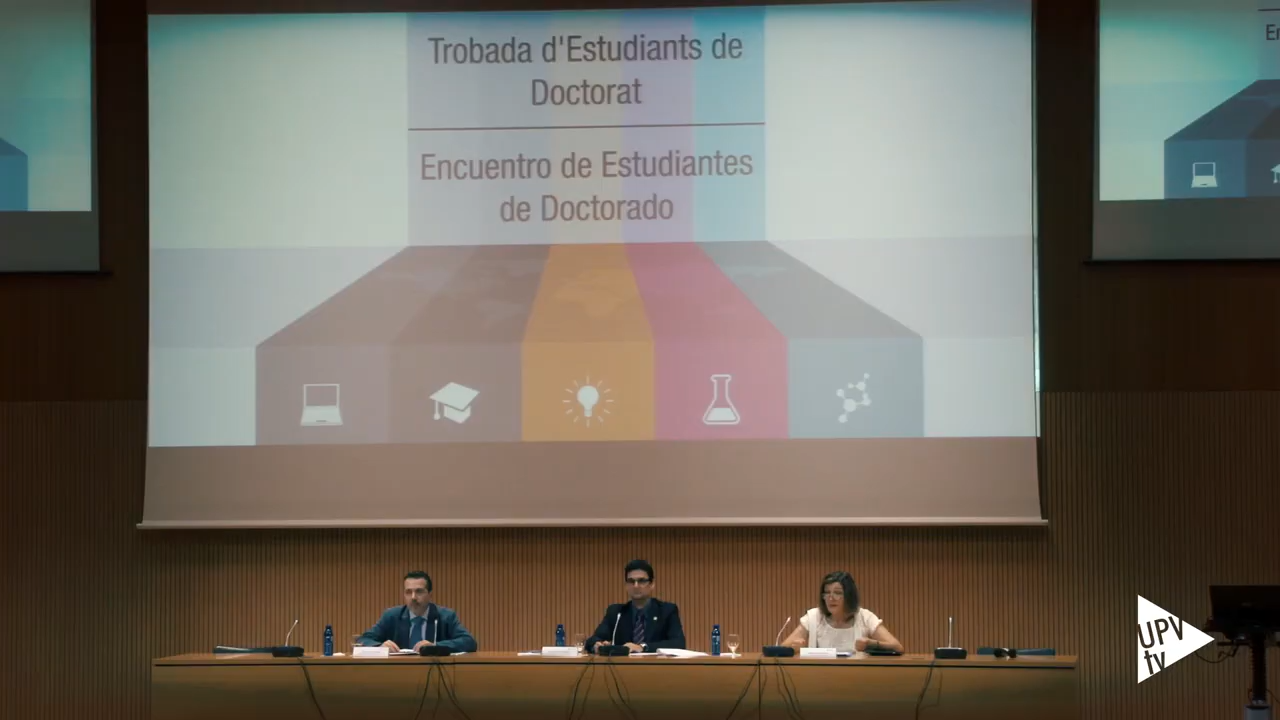 Trobada d'Estudiants de
Doctorat
Encuentro de Estudiantes
de Doctorado
UPV
tv